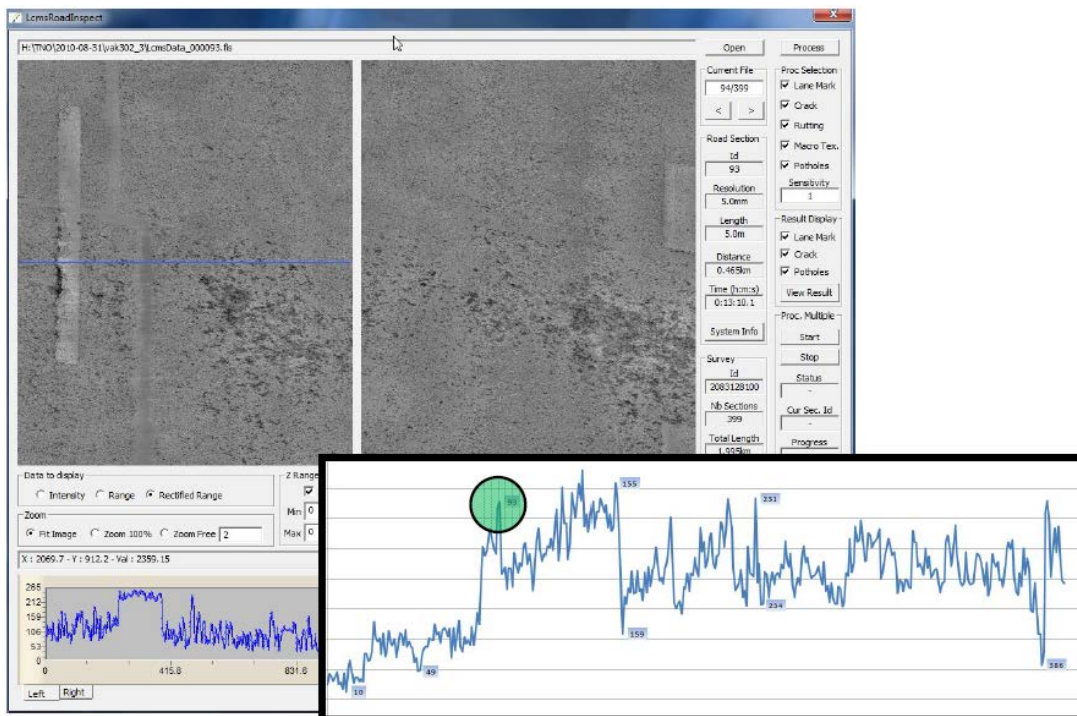 LcmsRoadInspect
H:\TNO\2010-08-31\vak302_3\LcmsData_000093.fis
Open
Process
Current File
94/399
<
>
Road Section
Id
93
Resolution
5.0mm
Length
5.0m
Distance
0.465km
Time (h:m:s)
0:13:10.1
System Info
Survey
Id
2083128100
Nb Sections
399
Total Length
1.995km
Proc Selection
Lane Mark
Crack
Rutting
Macro Tex.
Potholes
Sensitivity
1
Result Display
Lane Mark
Crack
Potholes
View Result
Proc. Multiple
Start
Stop
Status
-
Cur Sec. Id
-
Progress
Data to display
Intensity
Range
Rectified Range
Zoom
Fit Image
Zoom 100%
Zoom Free
2
Z Range
Min 0
Max 0
X : 2069.7 - Y : 912.2 - Val : 2359.15
265
212
159
106
53
0
0
415.8
831.6
Left
Right
93
155
231
234
159
49
10
386